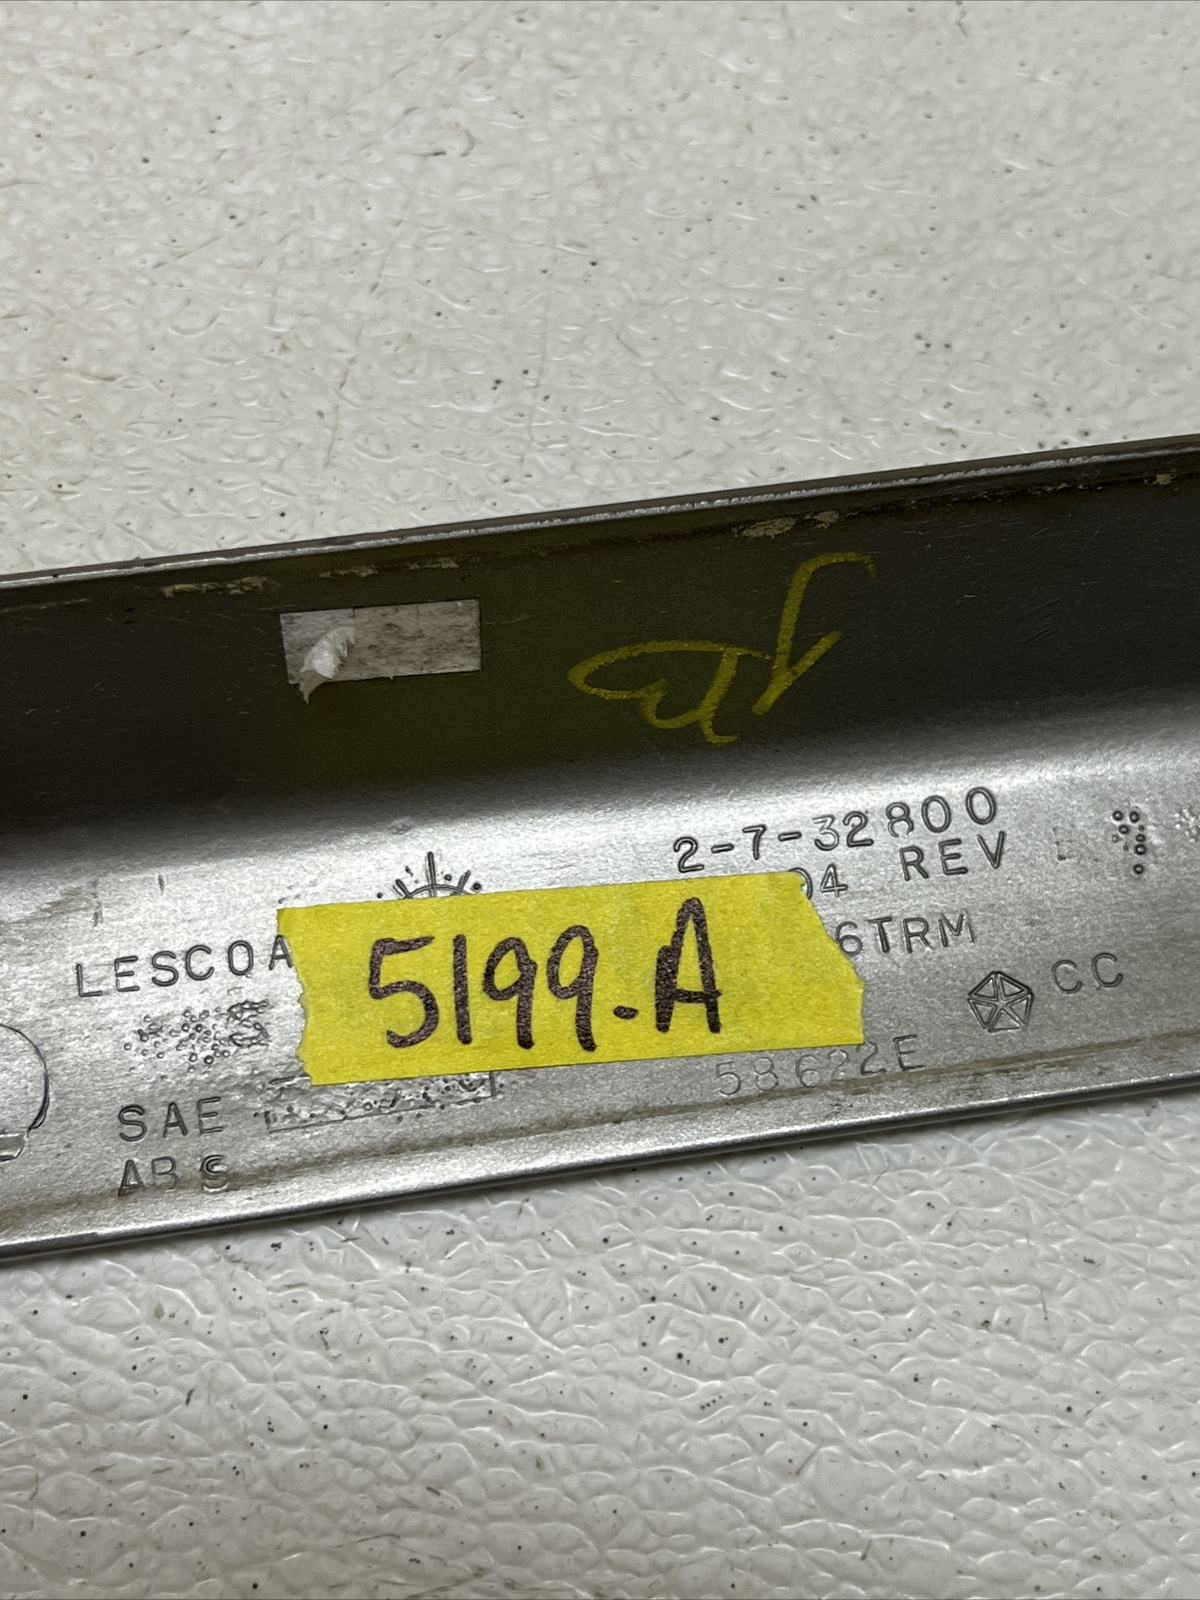 2-7-32800
04 REV
LESCOA
5199-A
6TRM
CC
SAE
58622E
ABS